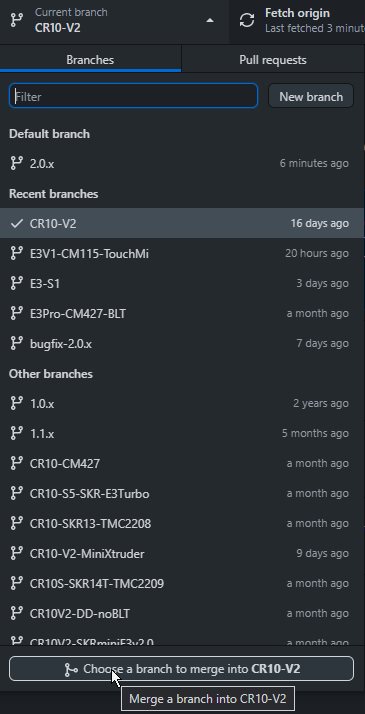 Current branch
CR10-V2
Fetch origin
Last fetched 3 minut
Branches
Pull requests
Filter
New branch
Default branch
2.0.x 6 minutes ago
Recent branches
CR10-V2 16 days ago
E3V1-CM115-TouchMi 20 hours ago
E3-S1 3 days ago
E3Pro-CM427-BLT a month ago
bugfix-2.0.x 7 days ago
Other branches
1.0.x 2 years ago
1.1.x 5 months ago
CR10-CM427 a month ago
CR10-S5-SKR-E3Turbo a month ago
CR10-SKR13-TMC2208 a month ago
CR10-V2-MiniXtruder 9 days ago
CR10S-SKR14T-TMC2209 a month ago
CR10V2-DD-noBLT a month ago
CR10V2-SKRminiE3v2.0 a month ago
Choose a branch to merge into CR10-V2
Merge a branch into CR10-V2